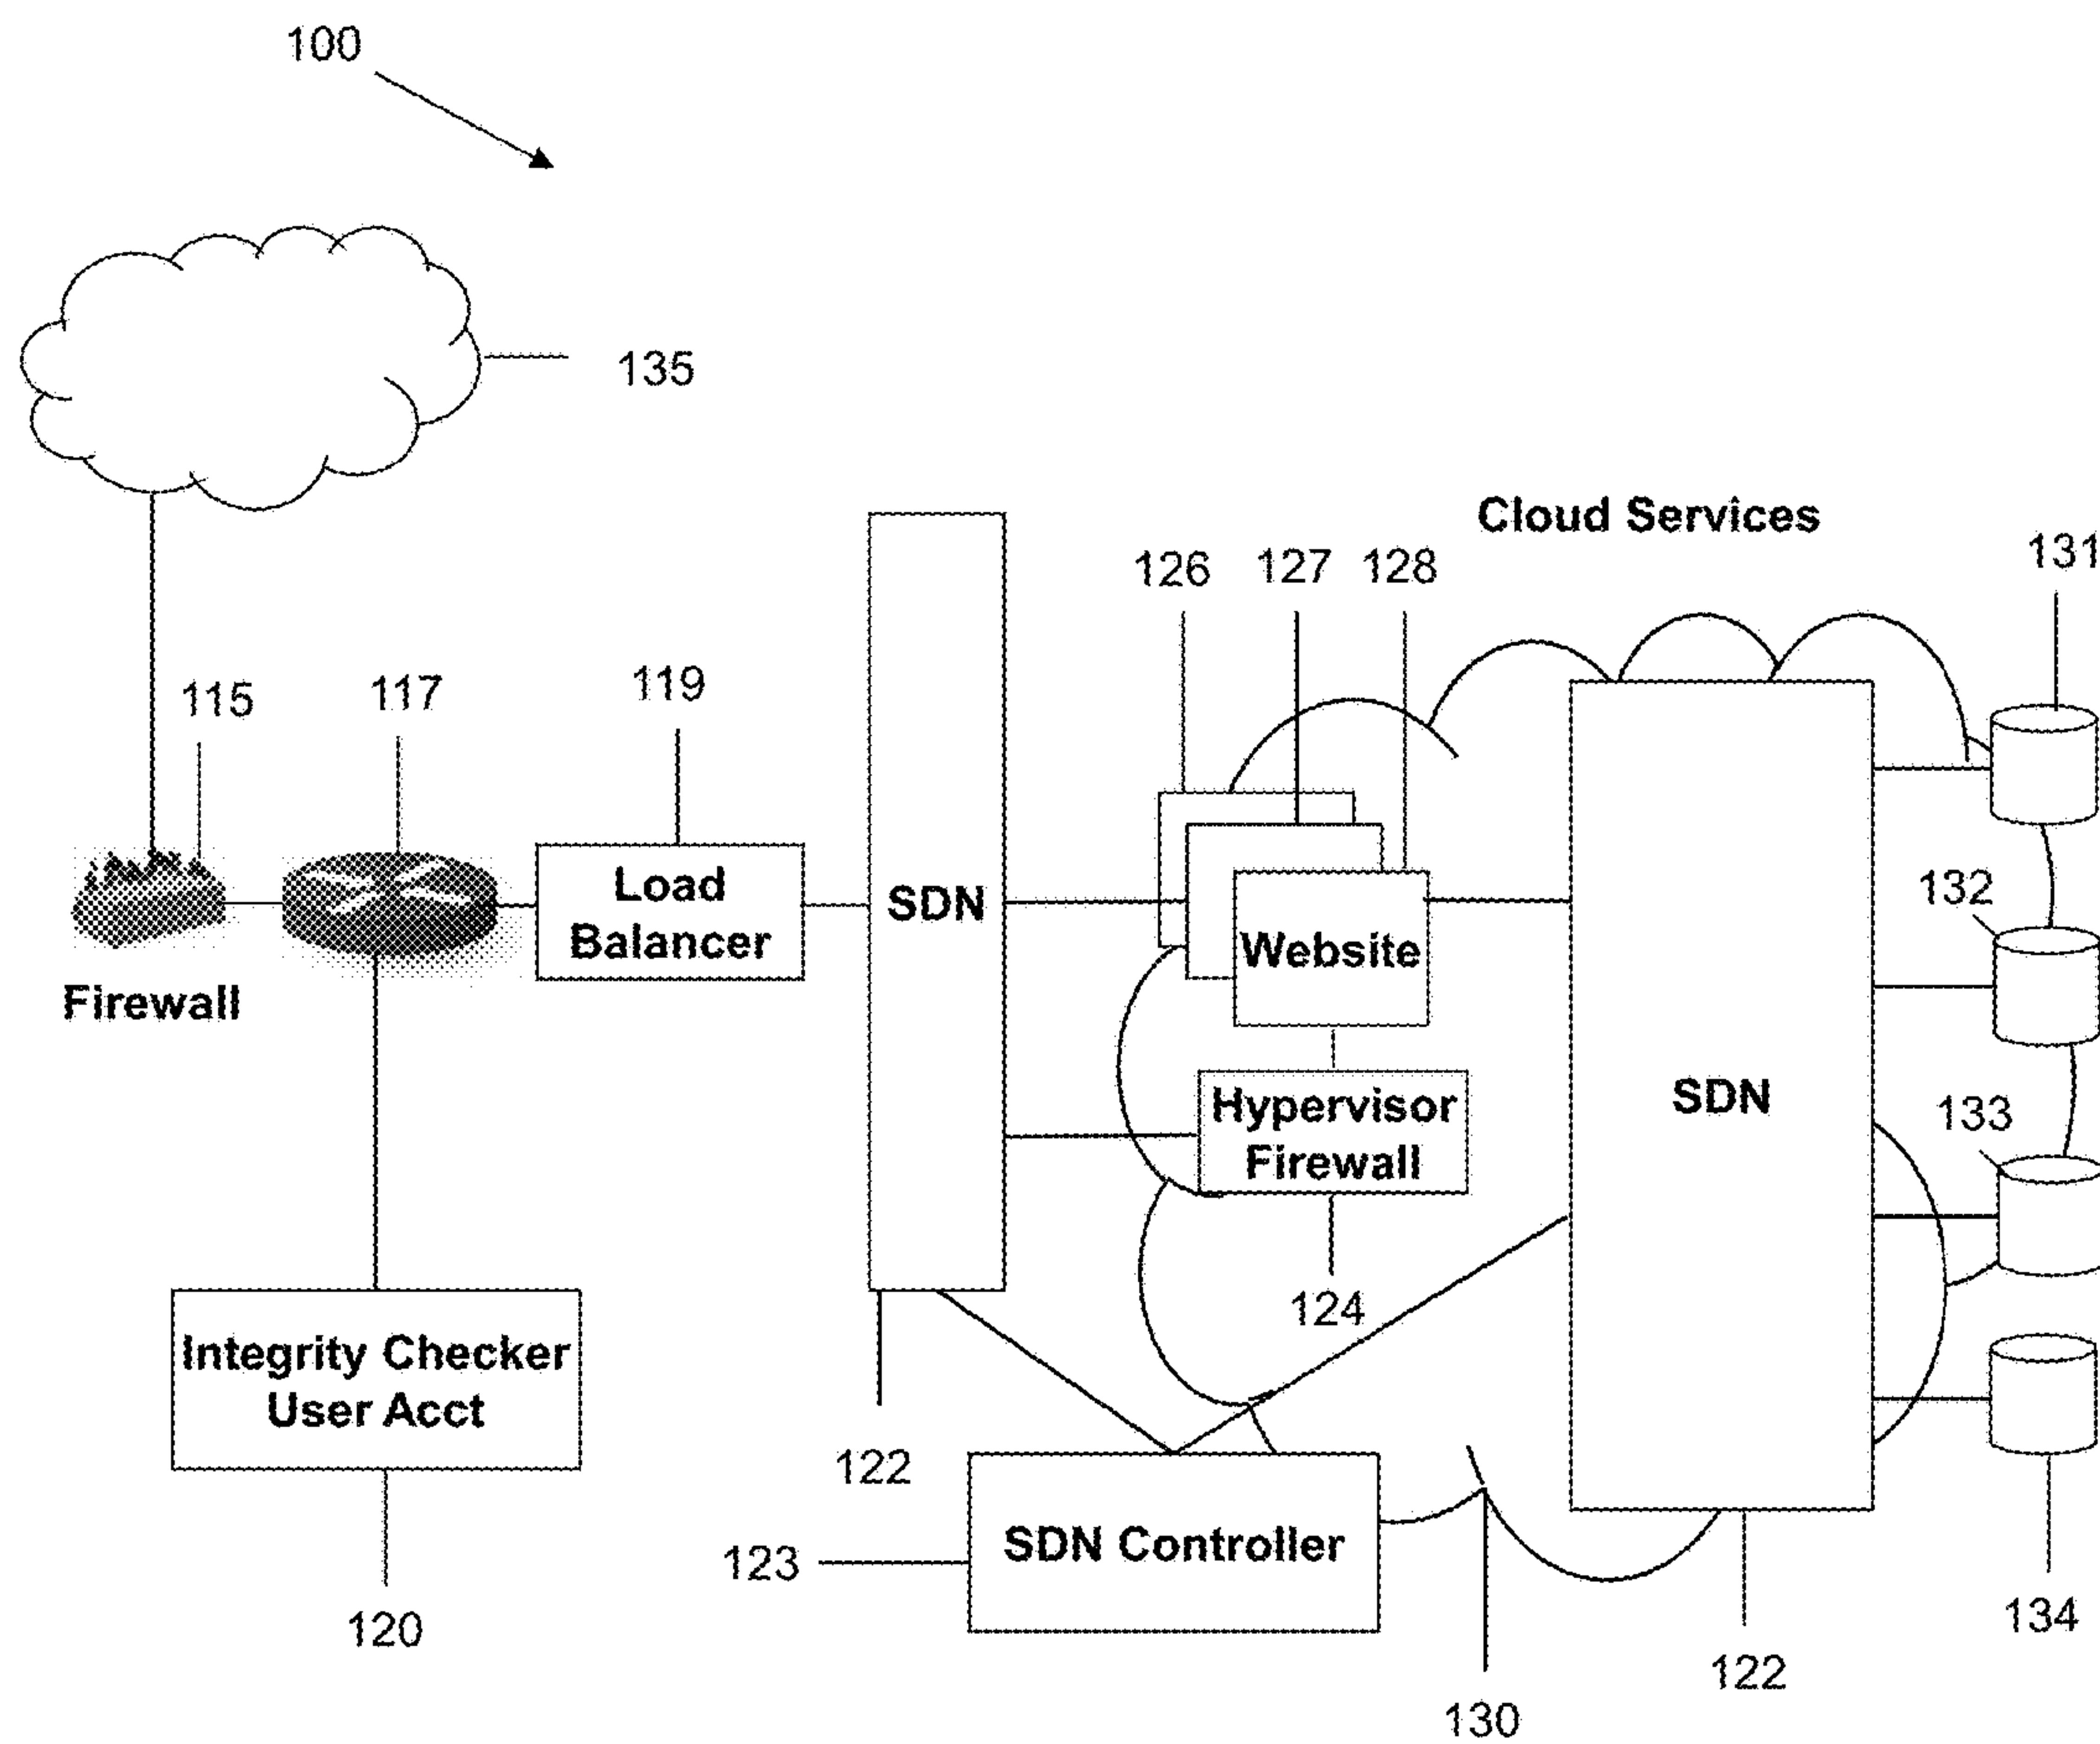 100
135
Cloud Services
126
127
128
131
115
117
119
132
Load
Balancer
SDN
Website
Firewall
Hypervisor
Firewall
SDN
133
124
Integrity Checker
User Acct
122
SDN Controller
123
120
134
122
130